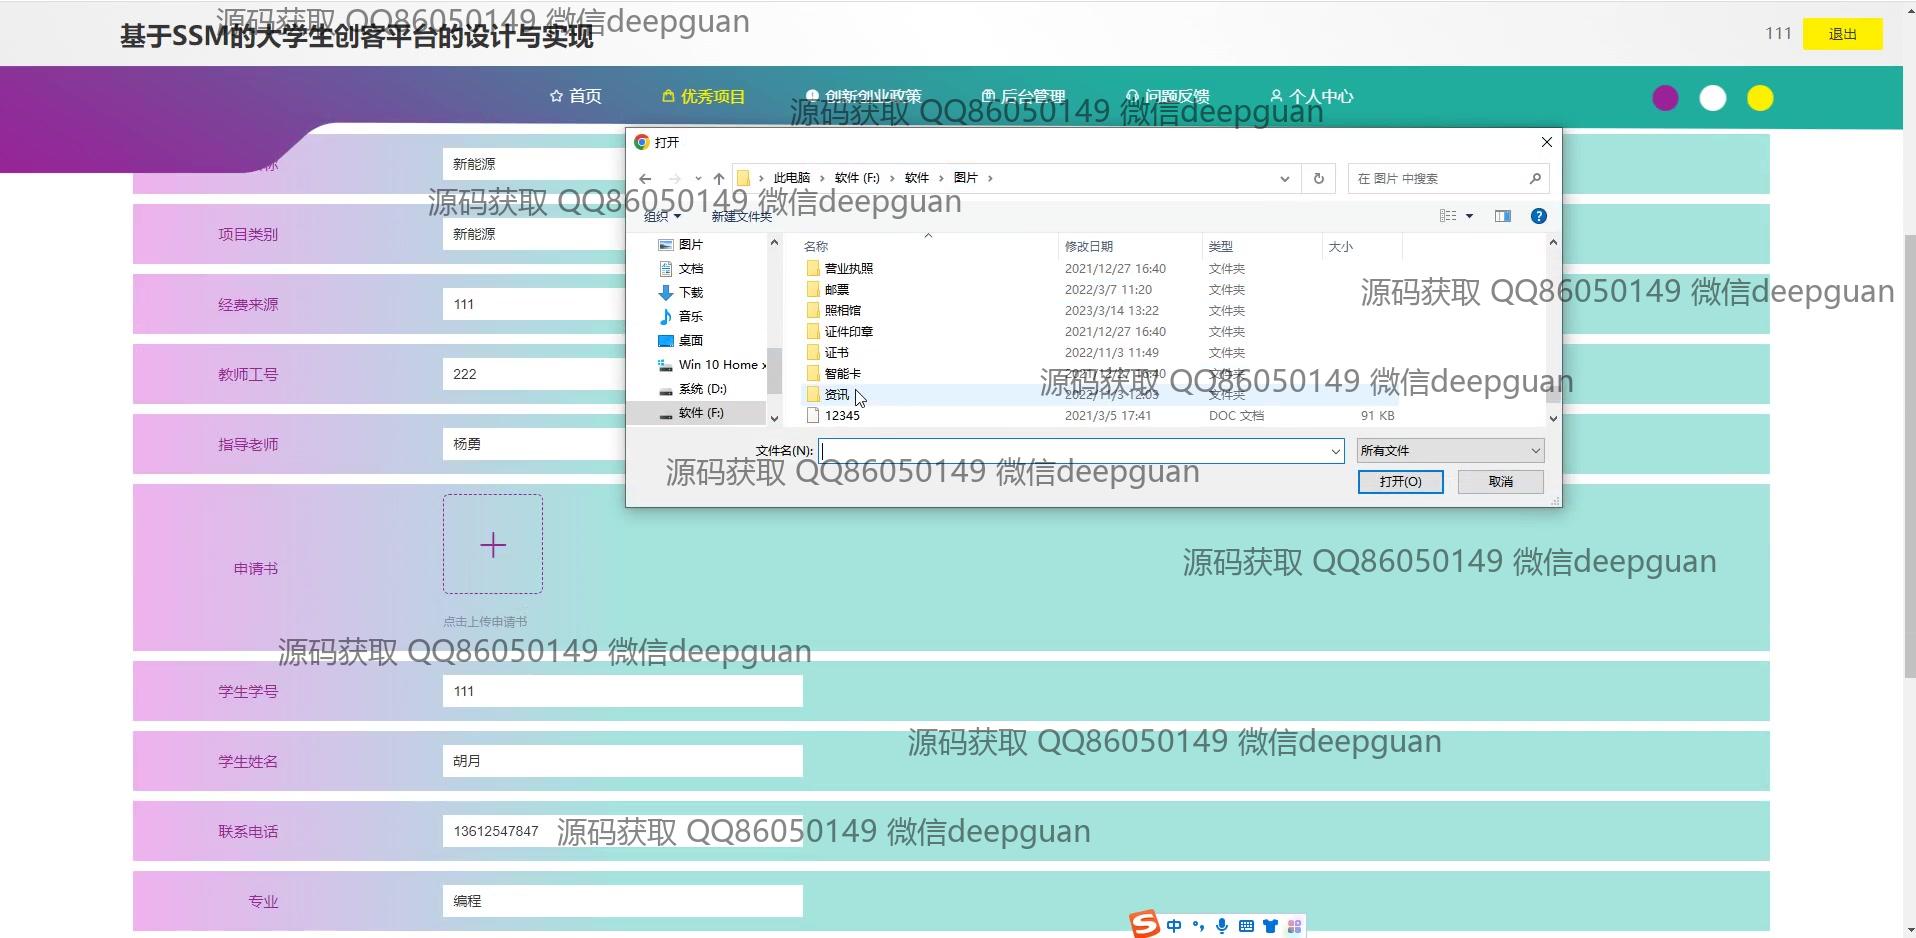 源码获取 QQ86050149 微信deepguan
基于SSM的大学生创客平台的设计与实现
111
退出
首页
优秀项目
创新创业政策
后台管理
问题反馈
个人中心
源码获取 QQ86050149 微信deepguan
新能源
打开
此电脑 › 软件 (F:) › 软件 › 图片 ›
在 图片 中搜索
源码获取 QQ86050149 微信deepguan
组织
新建文件夹
项目类别
新能源
图片
文档
下载
音乐
桌面
Win 10 Home x
系统 (D:)
软件 (F:)
名称 修改日期 类型 大小
营业执照 2021/12/27 16:40 文件夹
邮票 2022/3/7 11:20 文件夹
照相馆 2023/3/14 13:22 文件夹
证件印章 2021/12/27 16:40 文件夹
证书 2022/11/3 11:49 文件夹
智能卡 2021/12/27 16:40 文件夹
资讯 2022/11/3 12:03 文件夹
12345 2021/3/5 17:41 DOC 文档 91 KB
源码获取 QQ86050149 微信deepguan
源码获取 QQ86050149 微信deepguan
经费来源
111
教师工号
222
指导老师
杨勇
文件名(N):
所有文件
源码获取 QQ86050149 微信deepguan
打开(O)
取消
申请书
点击上传申请书
源码获取 QQ86050149 微信deepguan
源码获取 QQ86050149 微信deepguan
学生学号
111
学生姓名
胡月
源码获取 QQ86050149 微信deepguan
联系电话
13612547847
源码获取 QQ86050149 微信deepguan
专业
编程
中